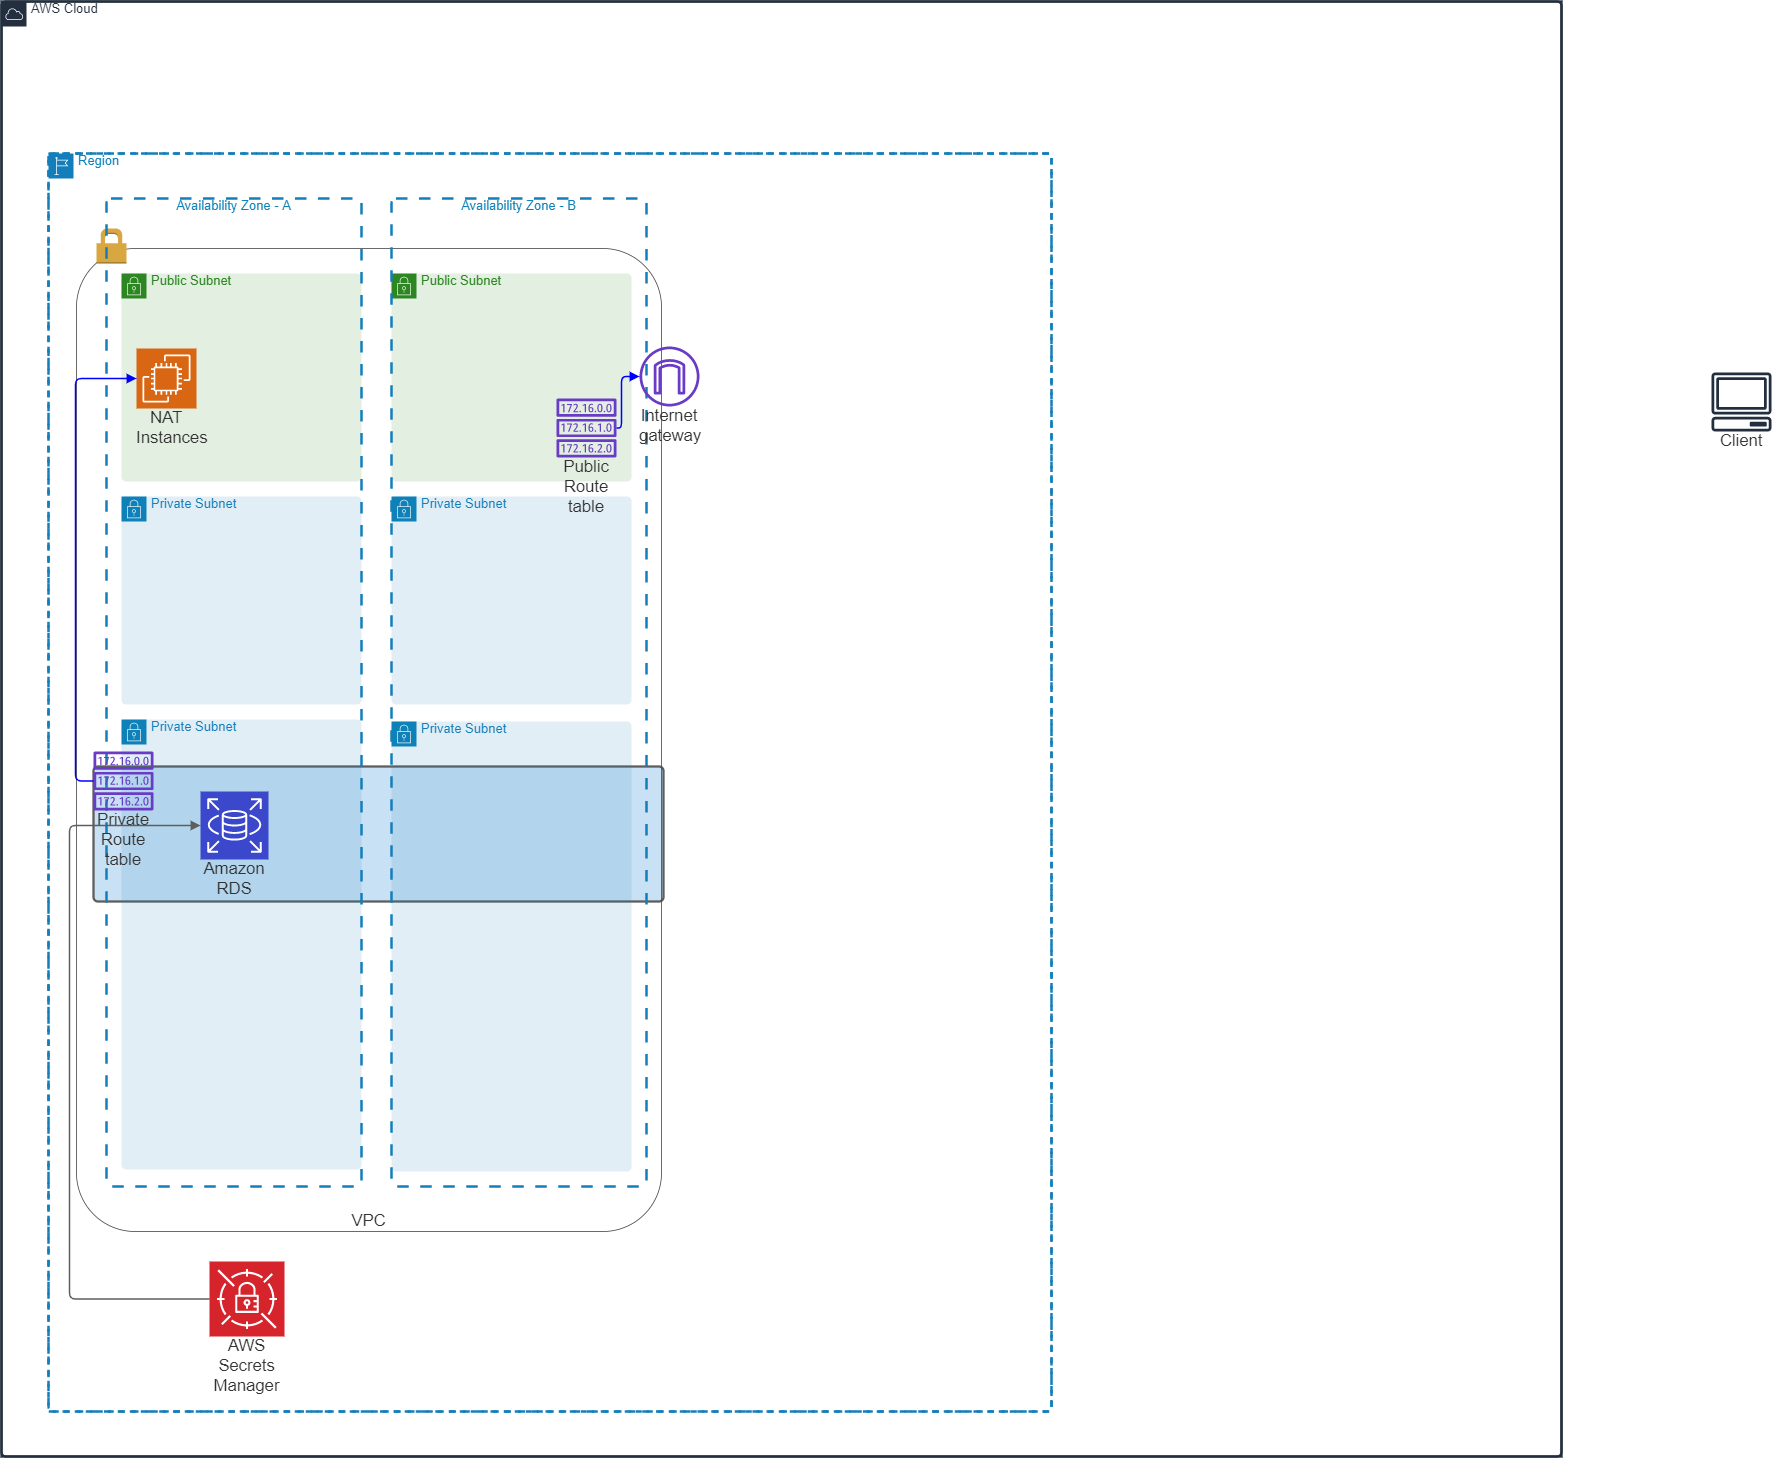 AWS Cloud
Region
Availability Zone - A
Availability Zone - B
Public Subnet
Public Subnet
NAT
Instances
172.16.0.0
172.16.1.0
172.16.2.0
Public
Route
table
Internet
gateway
Client
Private Subnet
Private Subnet
Private Subnet
Private Subnet
172.16.0.0
172.16.1.0
172.16.2.0
Private
Route
table
Amazon
RDS
VPC
AWS
Secrets
Manager